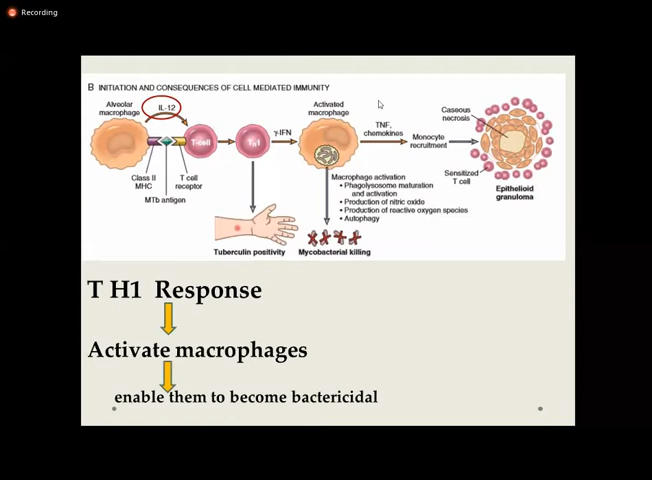 Recording
B INITIATION AND CONSEQUENCES OF CELL MEDIATED IMMUNITY
Alveolar
macrophage
IL-12
T-cell
TH1
γ-IFN
Activated
macrophage
TNF,
chemokines
Monocyte
recruitment
Caseous
necrosis
Sensitized
T cell
Epithelioid
granuloma
Class II
MHC
T cell
receptor
MTb antigen
Macrophage activation
• Phagolysosome maturation
and activation
• Production of nitric oxide
• Production of reactive oxygen species
• Autophagy
Tuberculin positivity
Mycobacterial killing
T H1 Response
Activate macrophages
enable them to become bactericidal